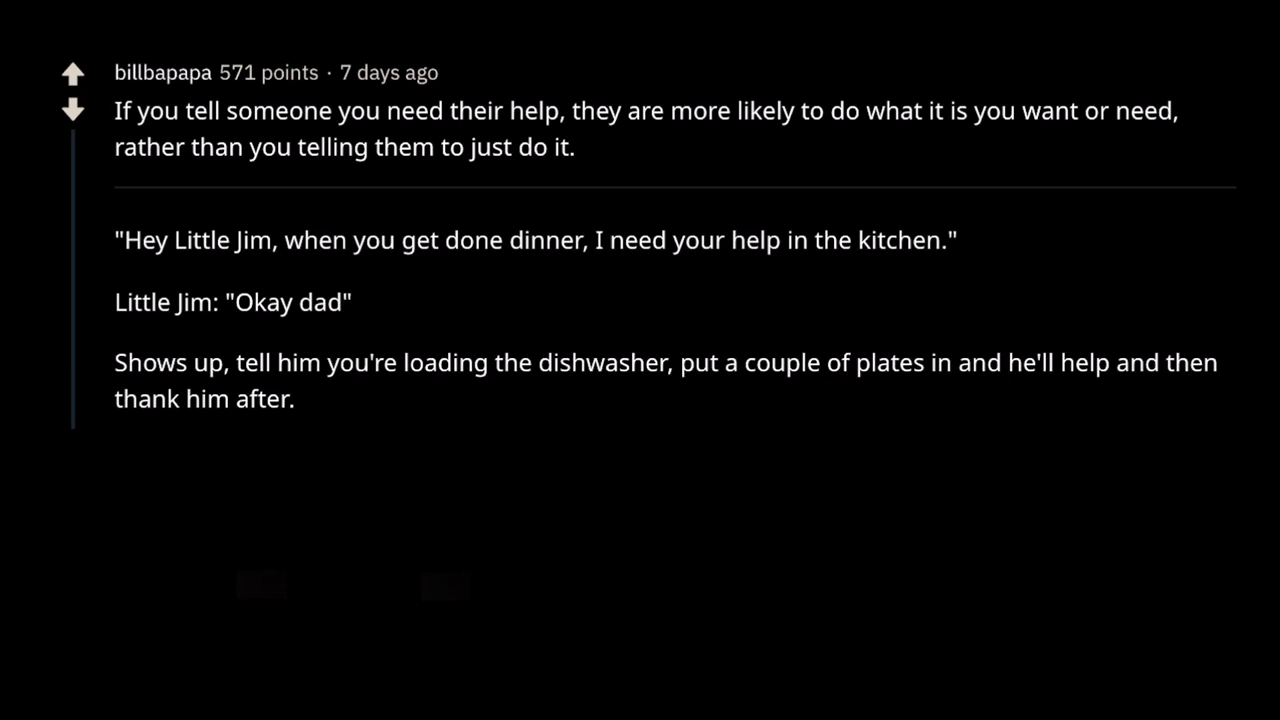 billbapapa 571 points · 7 days ago
If you tell someone you need their help, they are more likely to do what it is you want or need,
rather than you telling them to just do it.
"Hey Little Jim, when you get done dinner, I need your help in the kitchen."
Little Jim: "Okay dad"
Shows up, tell him you're loading the dishwasher, put a couple of plates in and he'll help and then
thank him after.